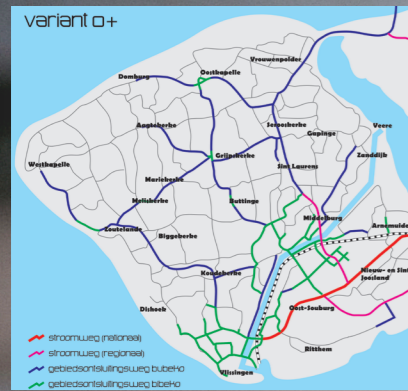 variant 0+
Vrouwenpolder
Domburg
Oostkapelle
Aagtekerke
Serooskerke
Veere
Gapinge
Grijpskerke
Zanddijk
Westkapelle
Sint Laurens
Mariekerke
Meliskerke
Buttinge
Middelburg
Arnemuiden
Zoutelande
Biggekerke
Koudekerke
Nieuw- en Sint
Joosland
Dishoek
Oost-Souburg
Ritthem
Vlissingen
stroomweg (nationaal)
stroomweg (regionaal)
gebiedsontsluitingsweg bubeko
gebiedsontsluitingsweg bibeko